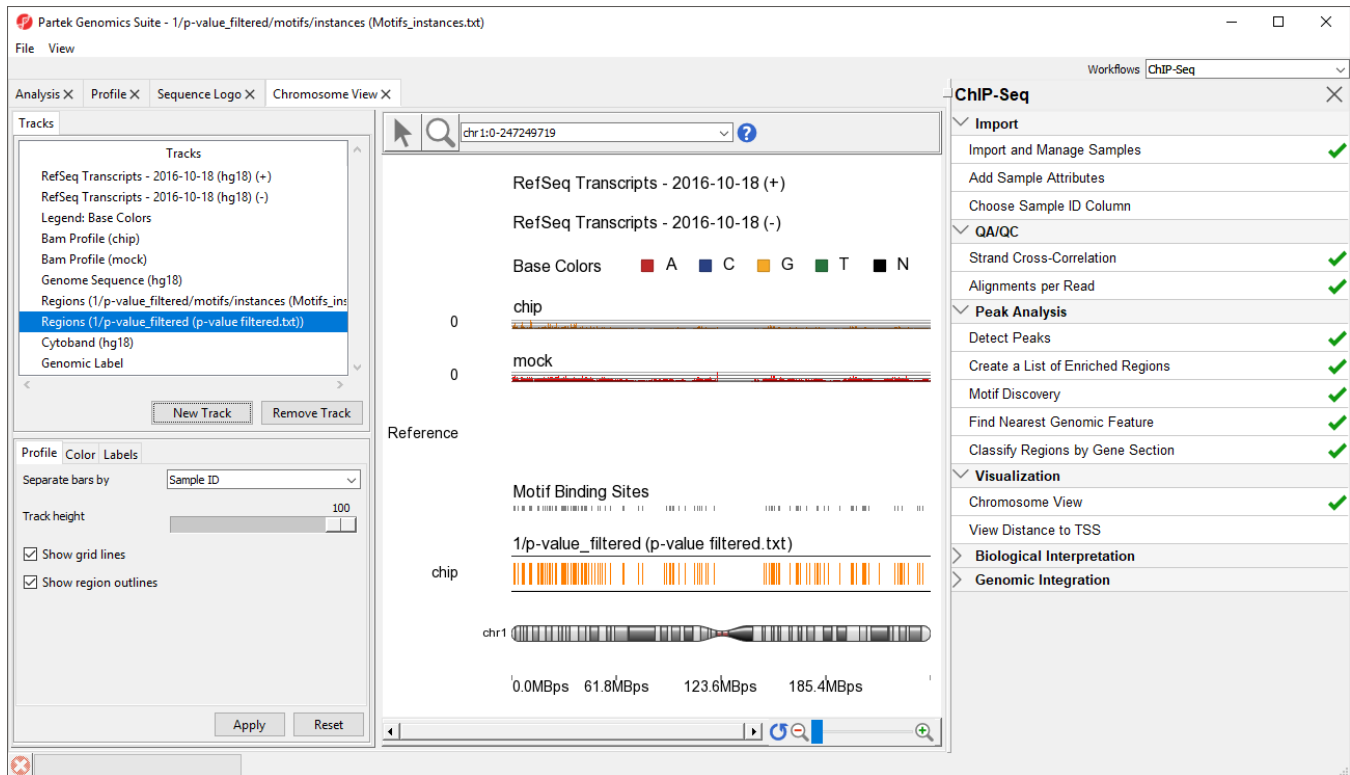 Partek Genomics Suite - 1/p-value_filtered/motifs/instances (Motifs_instances.txt)
File View
Workflows ChIP-Seq
Analysis Profile Sequence Logo Chromosome View
Tracks
Tracks
RefSeq Transcripts - 2016-10-18 (hg18) (+)
RefSeq Transcripts - 2016-10-18 (hg18) (-)
Legend: Base Colors
Bam Profile (chip)
Bam Profile (mock)
Genome Sequence (hg18)
Regions (1/p-value_filtered/motifs/instances (Motifs_ins
Regions (1/p-value_filtered (p-value filtered.txt))
Cytoband (hg18)
Genomic Label
New Track Remove Track
Profile Color Labels
Separate bars by Sample ID
Track height 100
Show grid lines
Show region outlines
Apply Reset
chr1:0-247249719
RefSeq Transcripts - 2016-10-18 (+)
RefSeq Transcripts - 2016-10-18 (-)
Base Colors A C G T N
chip
0
mock
0
Reference
Motif Binding Sites
1/p-value_filtered (p-value filtered.txt)
chip
chr1
0.0MBps 61.8MBps 123.6MBps 185.4MBps
ChIP-Seq
Import
Import and Manage Samples
Add Sample Attributes
Choose Sample ID Column
QA/QC
Strand Cross-Correlation
Alignments per Read
Peak Analysis
Detect Peaks
Create a List of Enriched Regions
Motif Discovery
Find Nearest Genomic Feature
Classify Regions by Gene Section
Visualization
Chromosome View
View Distance to TSS
Biological Interpretation
Genomic Integration